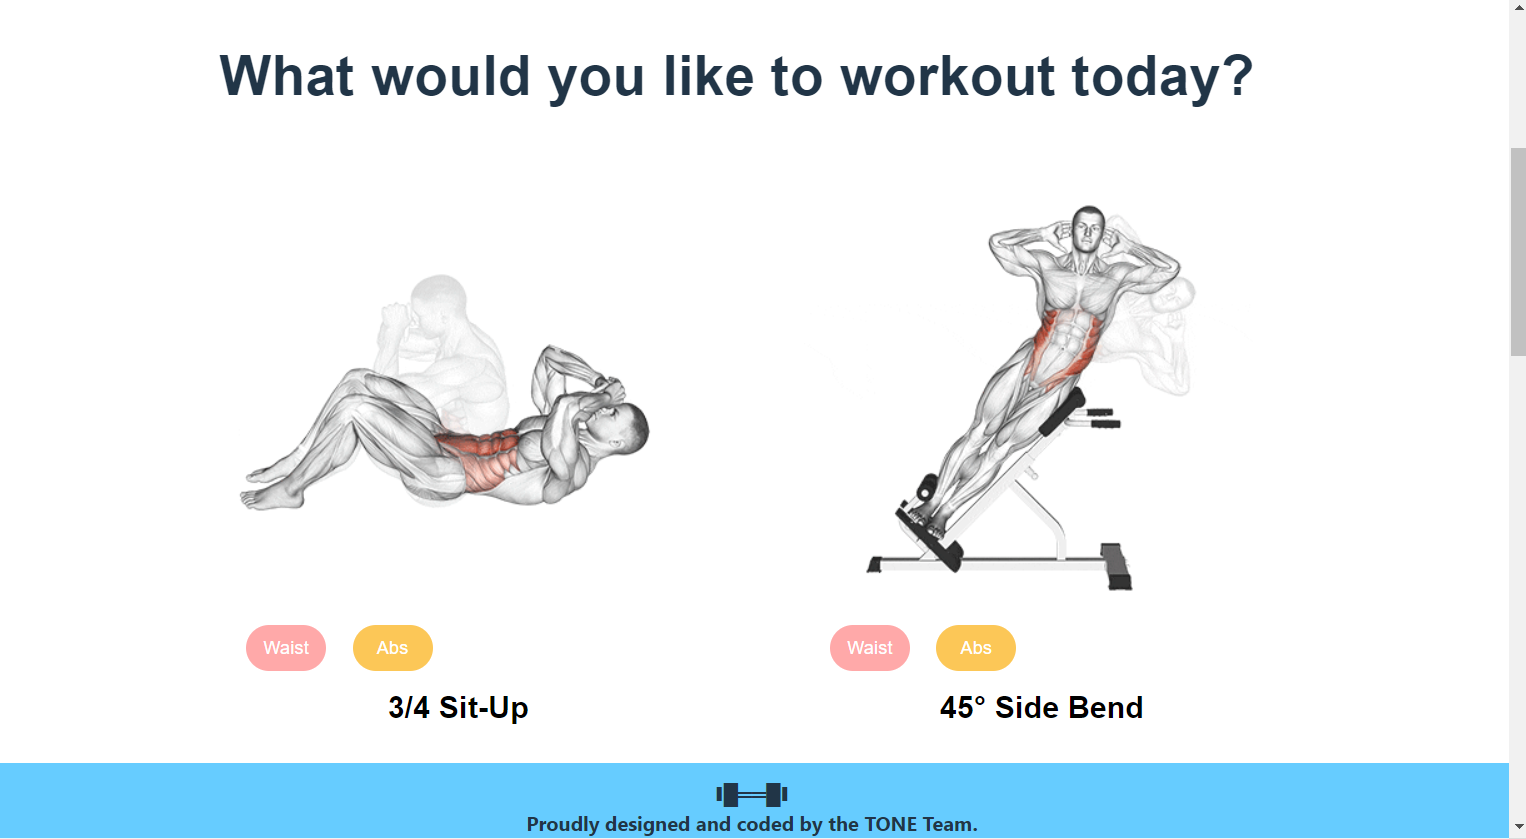 What would you like to workout today?
Waist Abs
3/4 Sit-Up
Waist Abs
45° Side Bend
Proudly designed and coded by the TONE Team.